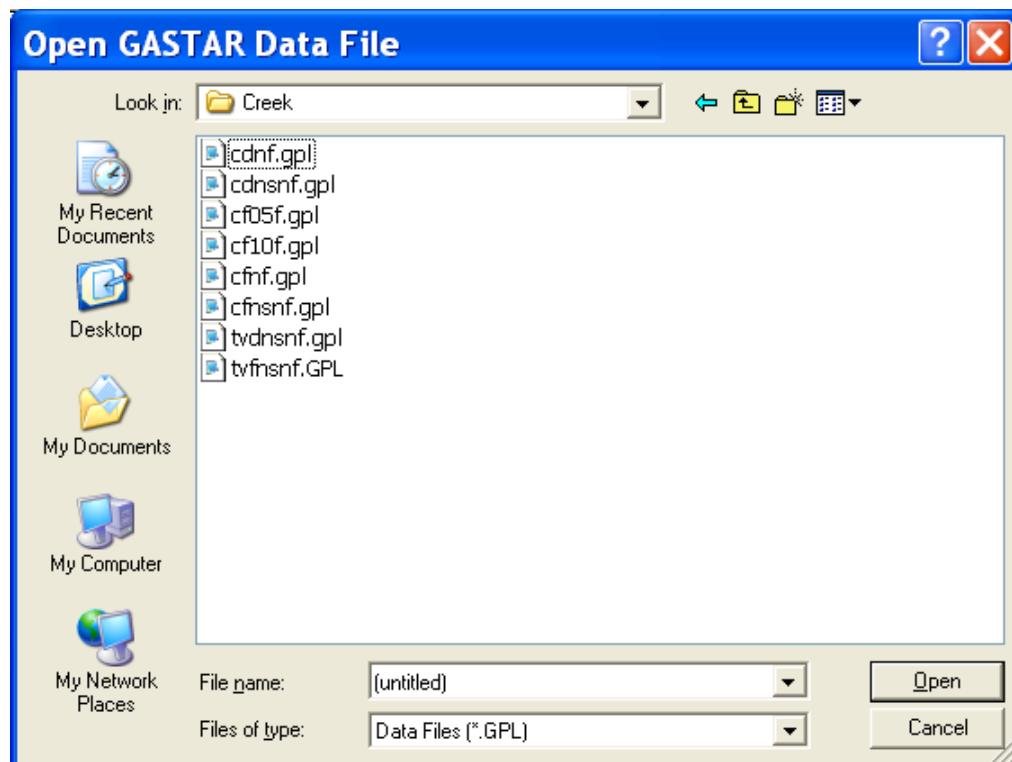 Open GASTAR Data File
Look in: Creek
cdnf.gpl
cdnsnf.gpl
cf05f.gpl
cf10f.gpl
cfnf.gpl
cfnsnf.gpl
tvdnsnf.gpl
tvfnsnf.GPL
My Recent
Documents
Desktop
My Documents
My Computer
My Network
Places
File name: (untitled) Open
Files of type: Data Files (*.GPL) Cancel